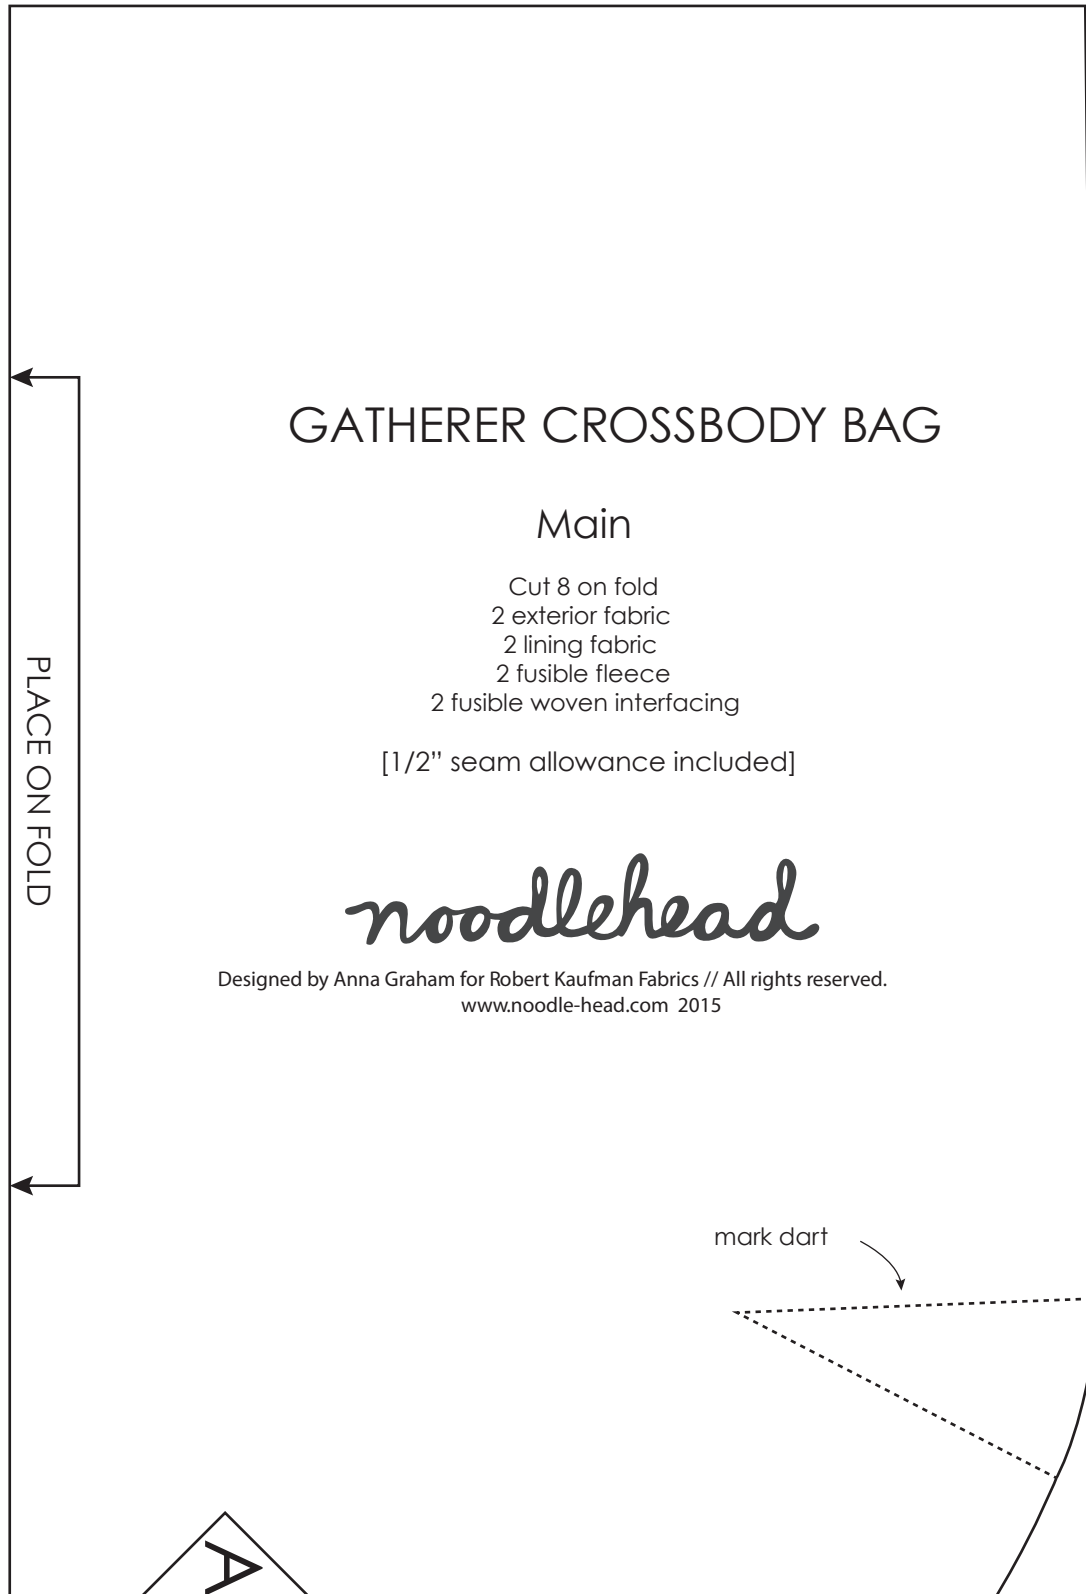 GATHERER CROSSBODY BAG
Main
Cut 8 on fold
2 exterior fabric
2 lining fabric
2 fusible fleece
2 fusible woven interfacing
[1/2” seam allowance included]
PLACE ON FOLD
noodlehead
Designed by Anna Graham for Robert Kaufman Fabrics // All rights reserved.
www.noodle-head.com 2015
mark dart
A